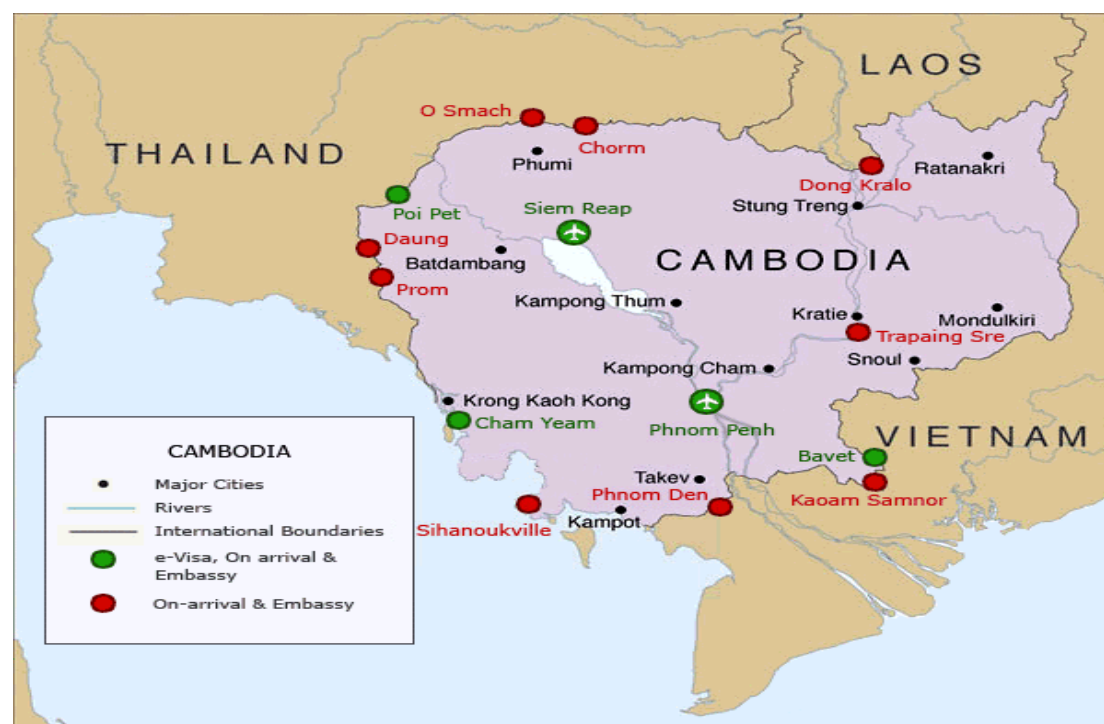 LAOS
O Smach
Chorm
THAILAND
Phumi
Ratanakri
Dong Kralo
Poi Pet
Siem Reap
Stung Treng
Daung
Batdambang
CAMBODIA
Prom
Kampong Thum
Kratie
Mondulkiri
Trapaing Sre
Snoul
Kampong Cham
Krong Kaoh Kong
Cham Yeam
Phnom Penh
VIETNAM
Bavet
Takev
Phnom Den
Kaoam Samnor
Sihanoukville
Kampot
CAMBODIA
Major Cities
Rivers
International Boundaries
e-Visa, On arrival &
Embassy
On-arrival & Embassy